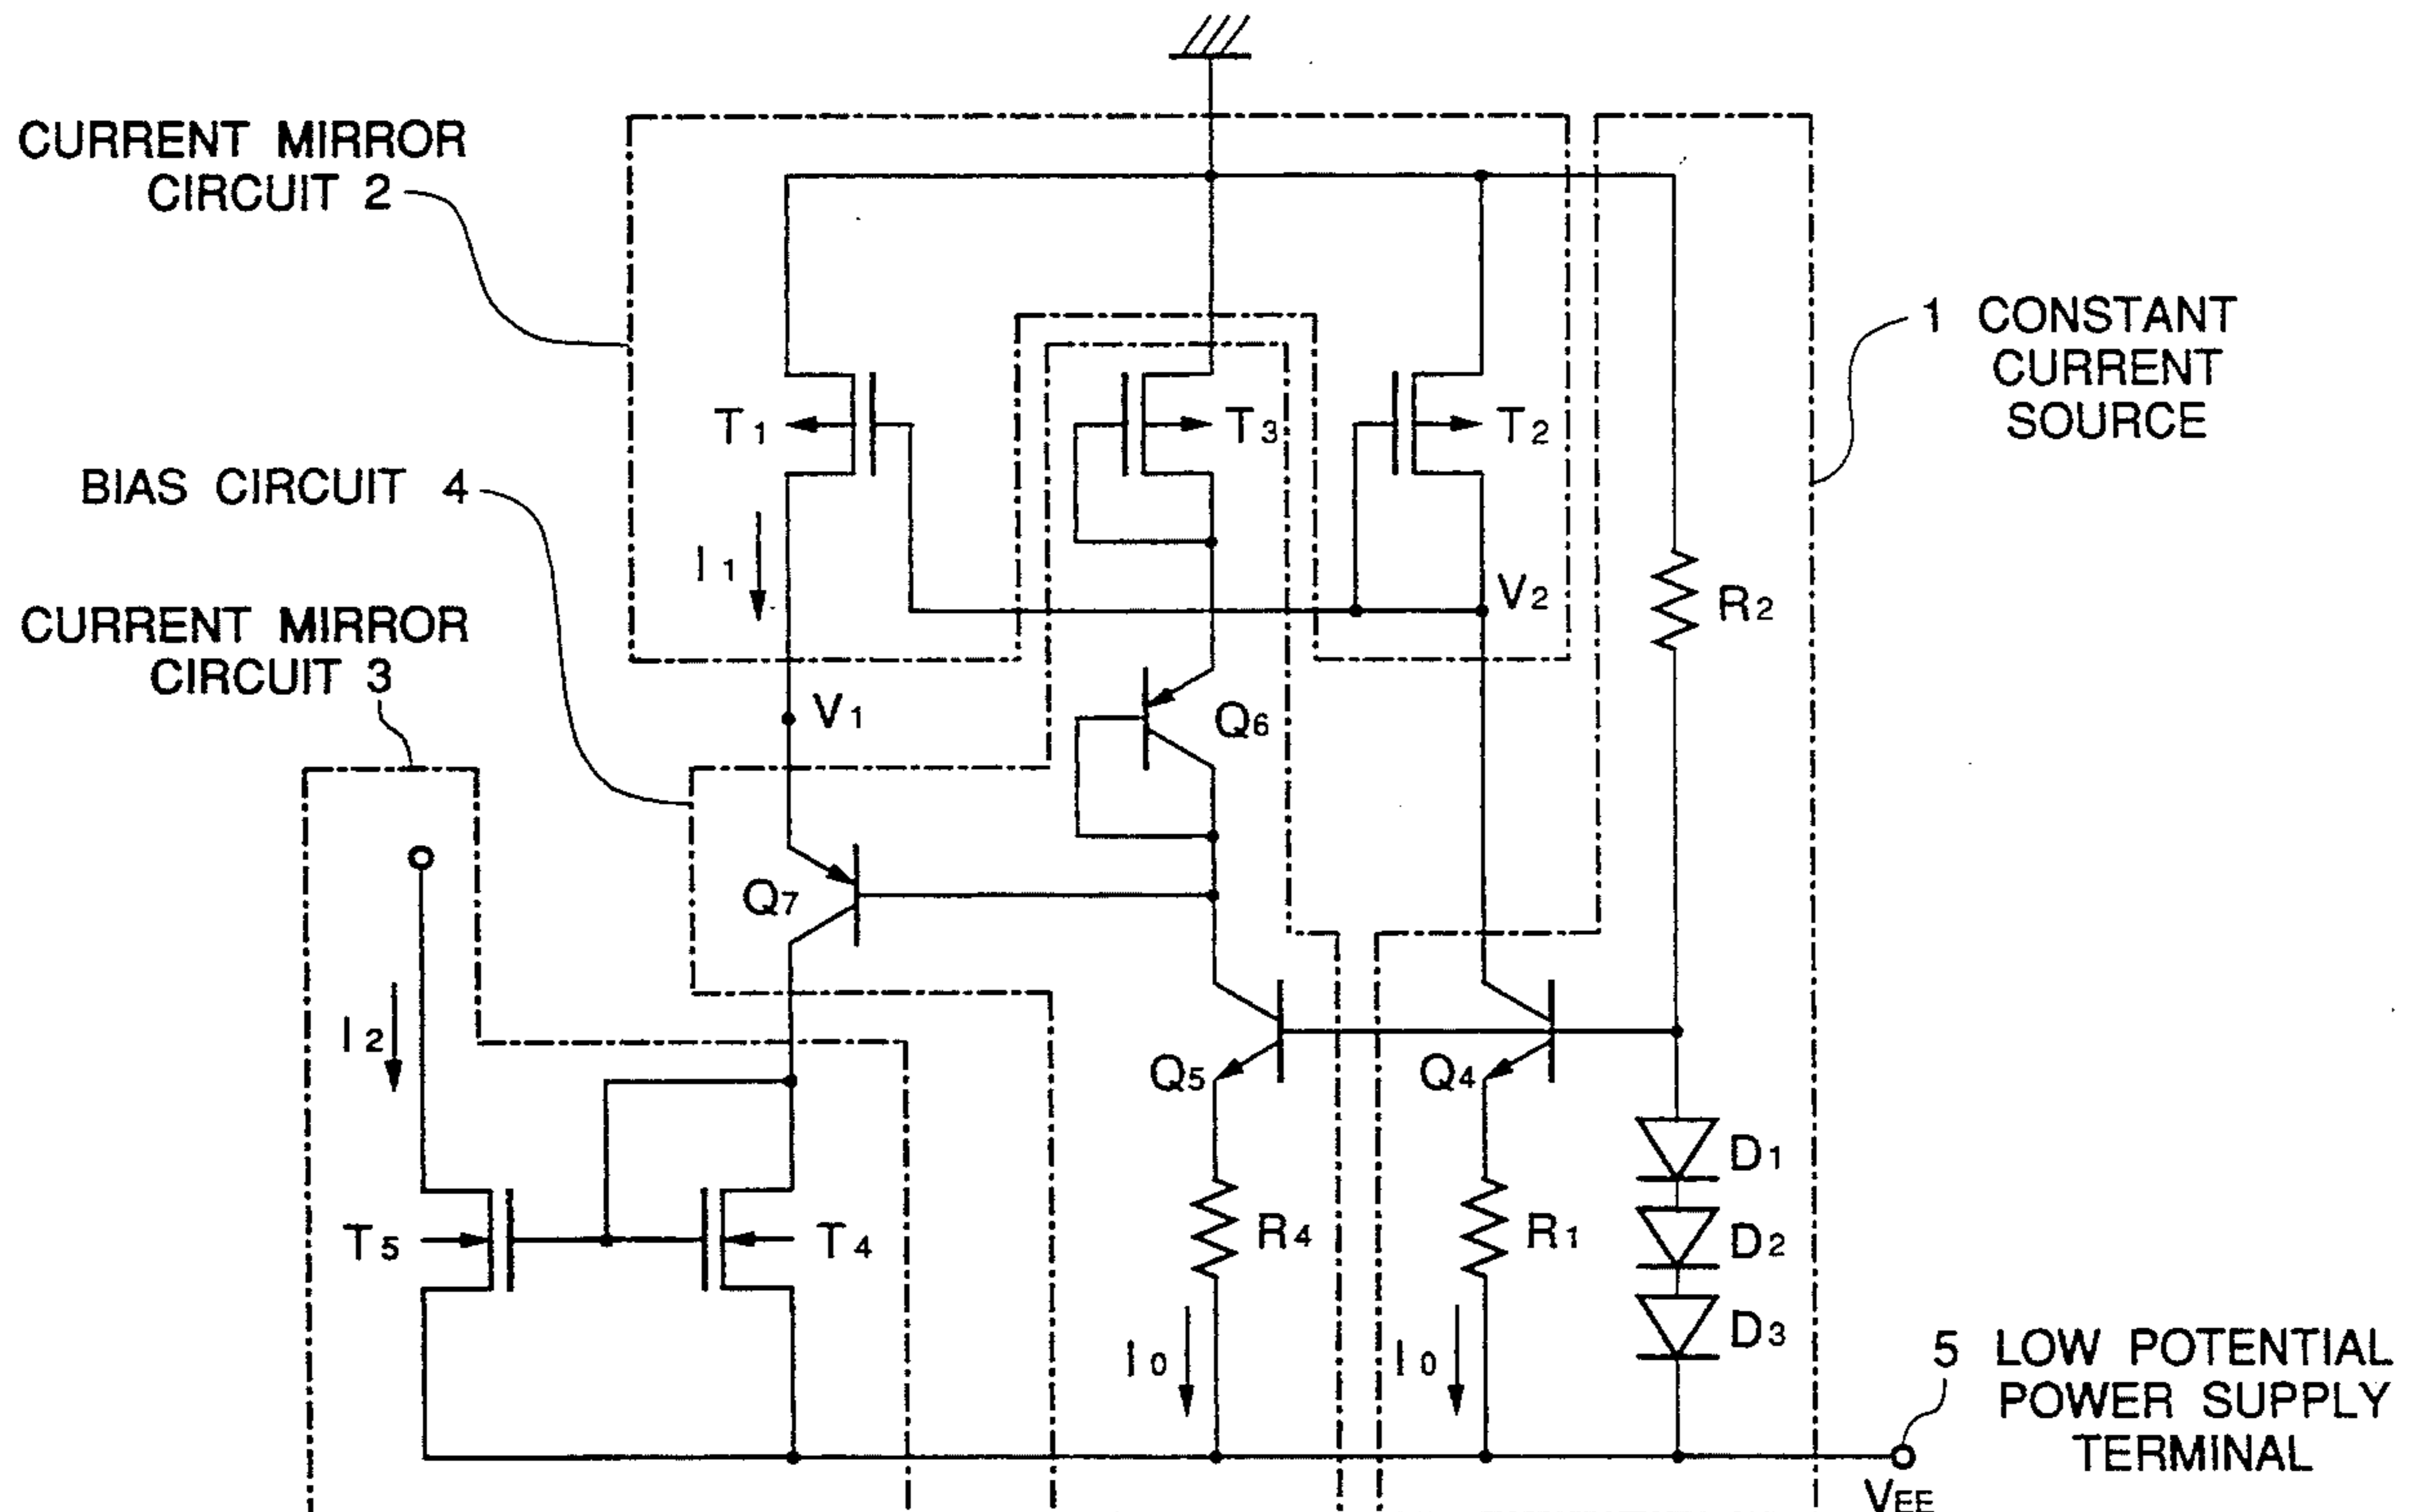 CURRENT MIRROR
CIRCUIT 2
1 CONSTANT
CURRENT
SOURCE
T1
T3
T2
BIAS CIRCUIT 4
I1
V2
R2
CURRENT MIRROR
CIRCUIT 3
V1
Q6
Q7
I2
Q5
Q4
D1
T5
T4
R4
R1
D2
D3
I0
I0
5 LOW POTENTIAL
POWER SUPPLY
TERMINAL
VEE